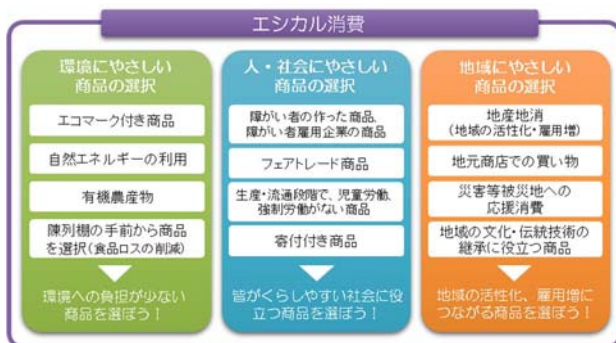 エシカル消費
環境にやさしい
商品の選択
エコマーク付き商品
自然エネルギーの利用
有機農産物
陳列棚の手前から商品
を選択(食品ロスの削減)
環境への負担が少ない
商品を選ぼう!
人・社会にやさしい
商品の選択
障がい者の作った商品、
障がい者雇用企業の商品
フェアトレード商品
生産・流通段階で、児童労働、
強制労働がない商品
寄付付き商品
皆がくらしやすい社会に役
立つ商品を選ぼう!
地域にやさしい
商品の選択
地産地消
(地域の活性化・雇用増)
地元商店での買い物
災害等被災地への
応援消費
地域の文化・伝統技術の
継承に役立つ商品
地域の活性化、雇用増に
つながる商品を選ぼう!